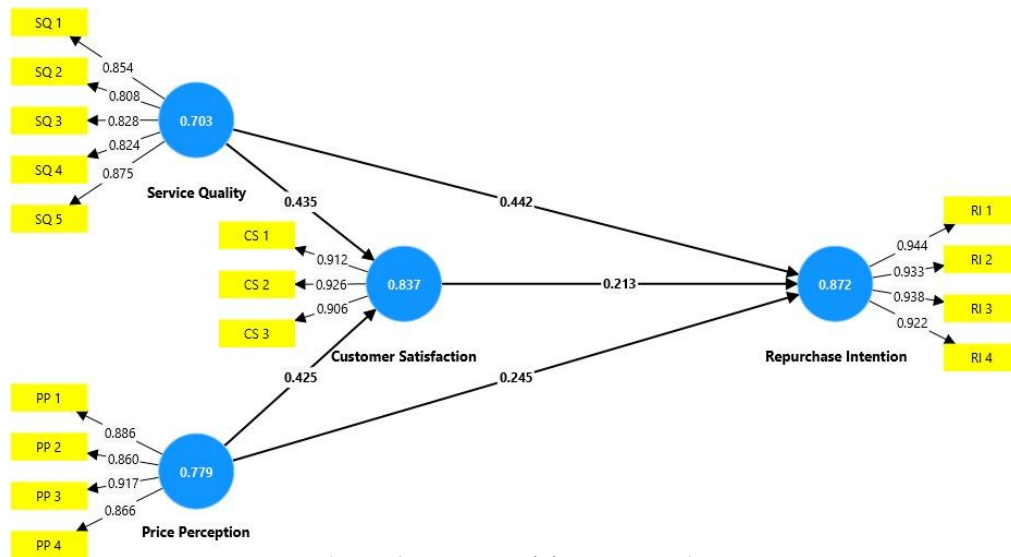 SQ 1
0.854
SQ 2
0.808
SQ 3
0.828
0.703
SQ 4
0.824
0.875
SQ 5
Service Quality
0.435
0.442
CS 1
0.912
CS 2
0.926
0.837
CS 3
0.906
Customer Satisfaction
0.213
RI 1
0.944
RI 2
0.933
0.872
RI 3
0.938
0.922
RI 4
Repurchase Intention
0.425
0.245
PP 1
0.886
PP 2
0.860
0.779
PP 3
0.917
0.866
PP 4
Price Perception